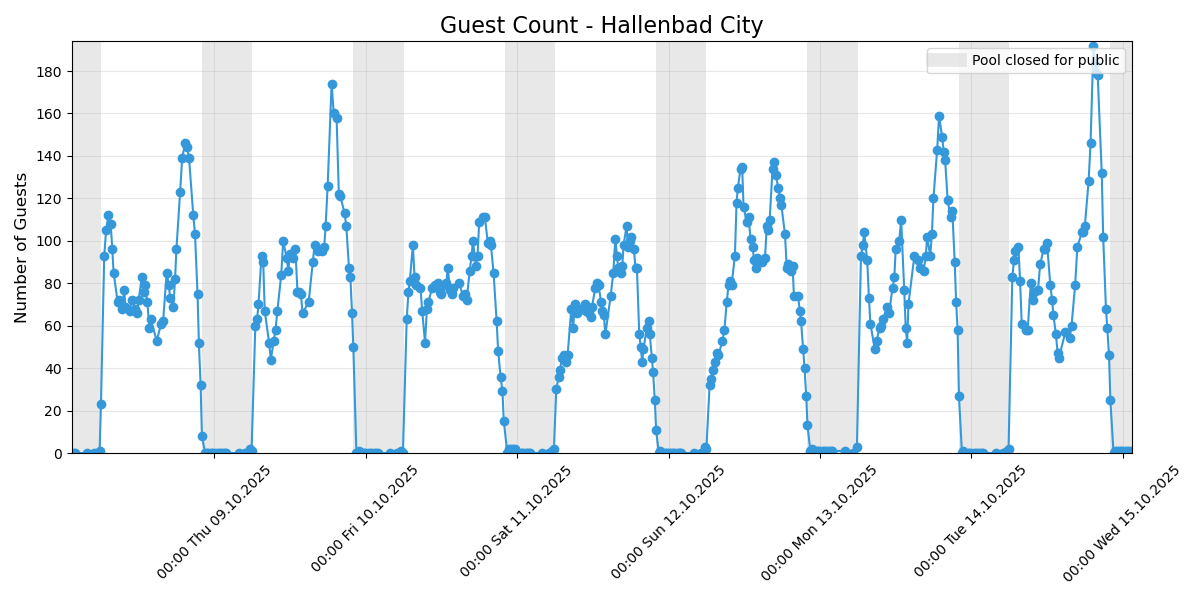 Guest Count - Hallenbad City
Pool closed for public
Number of Guests
180
160
140
120
100
80
60
40
20
0
00:00 Thu 09.10.2025
00:00 Fri 10.10.2025
00:00 Sat 11.10.2025
00:00 Sun 12.10.2025
00:00 Mon 13.10.2025
00:00 Tue 14.10.2025
00:00 Wed 15.10.2025